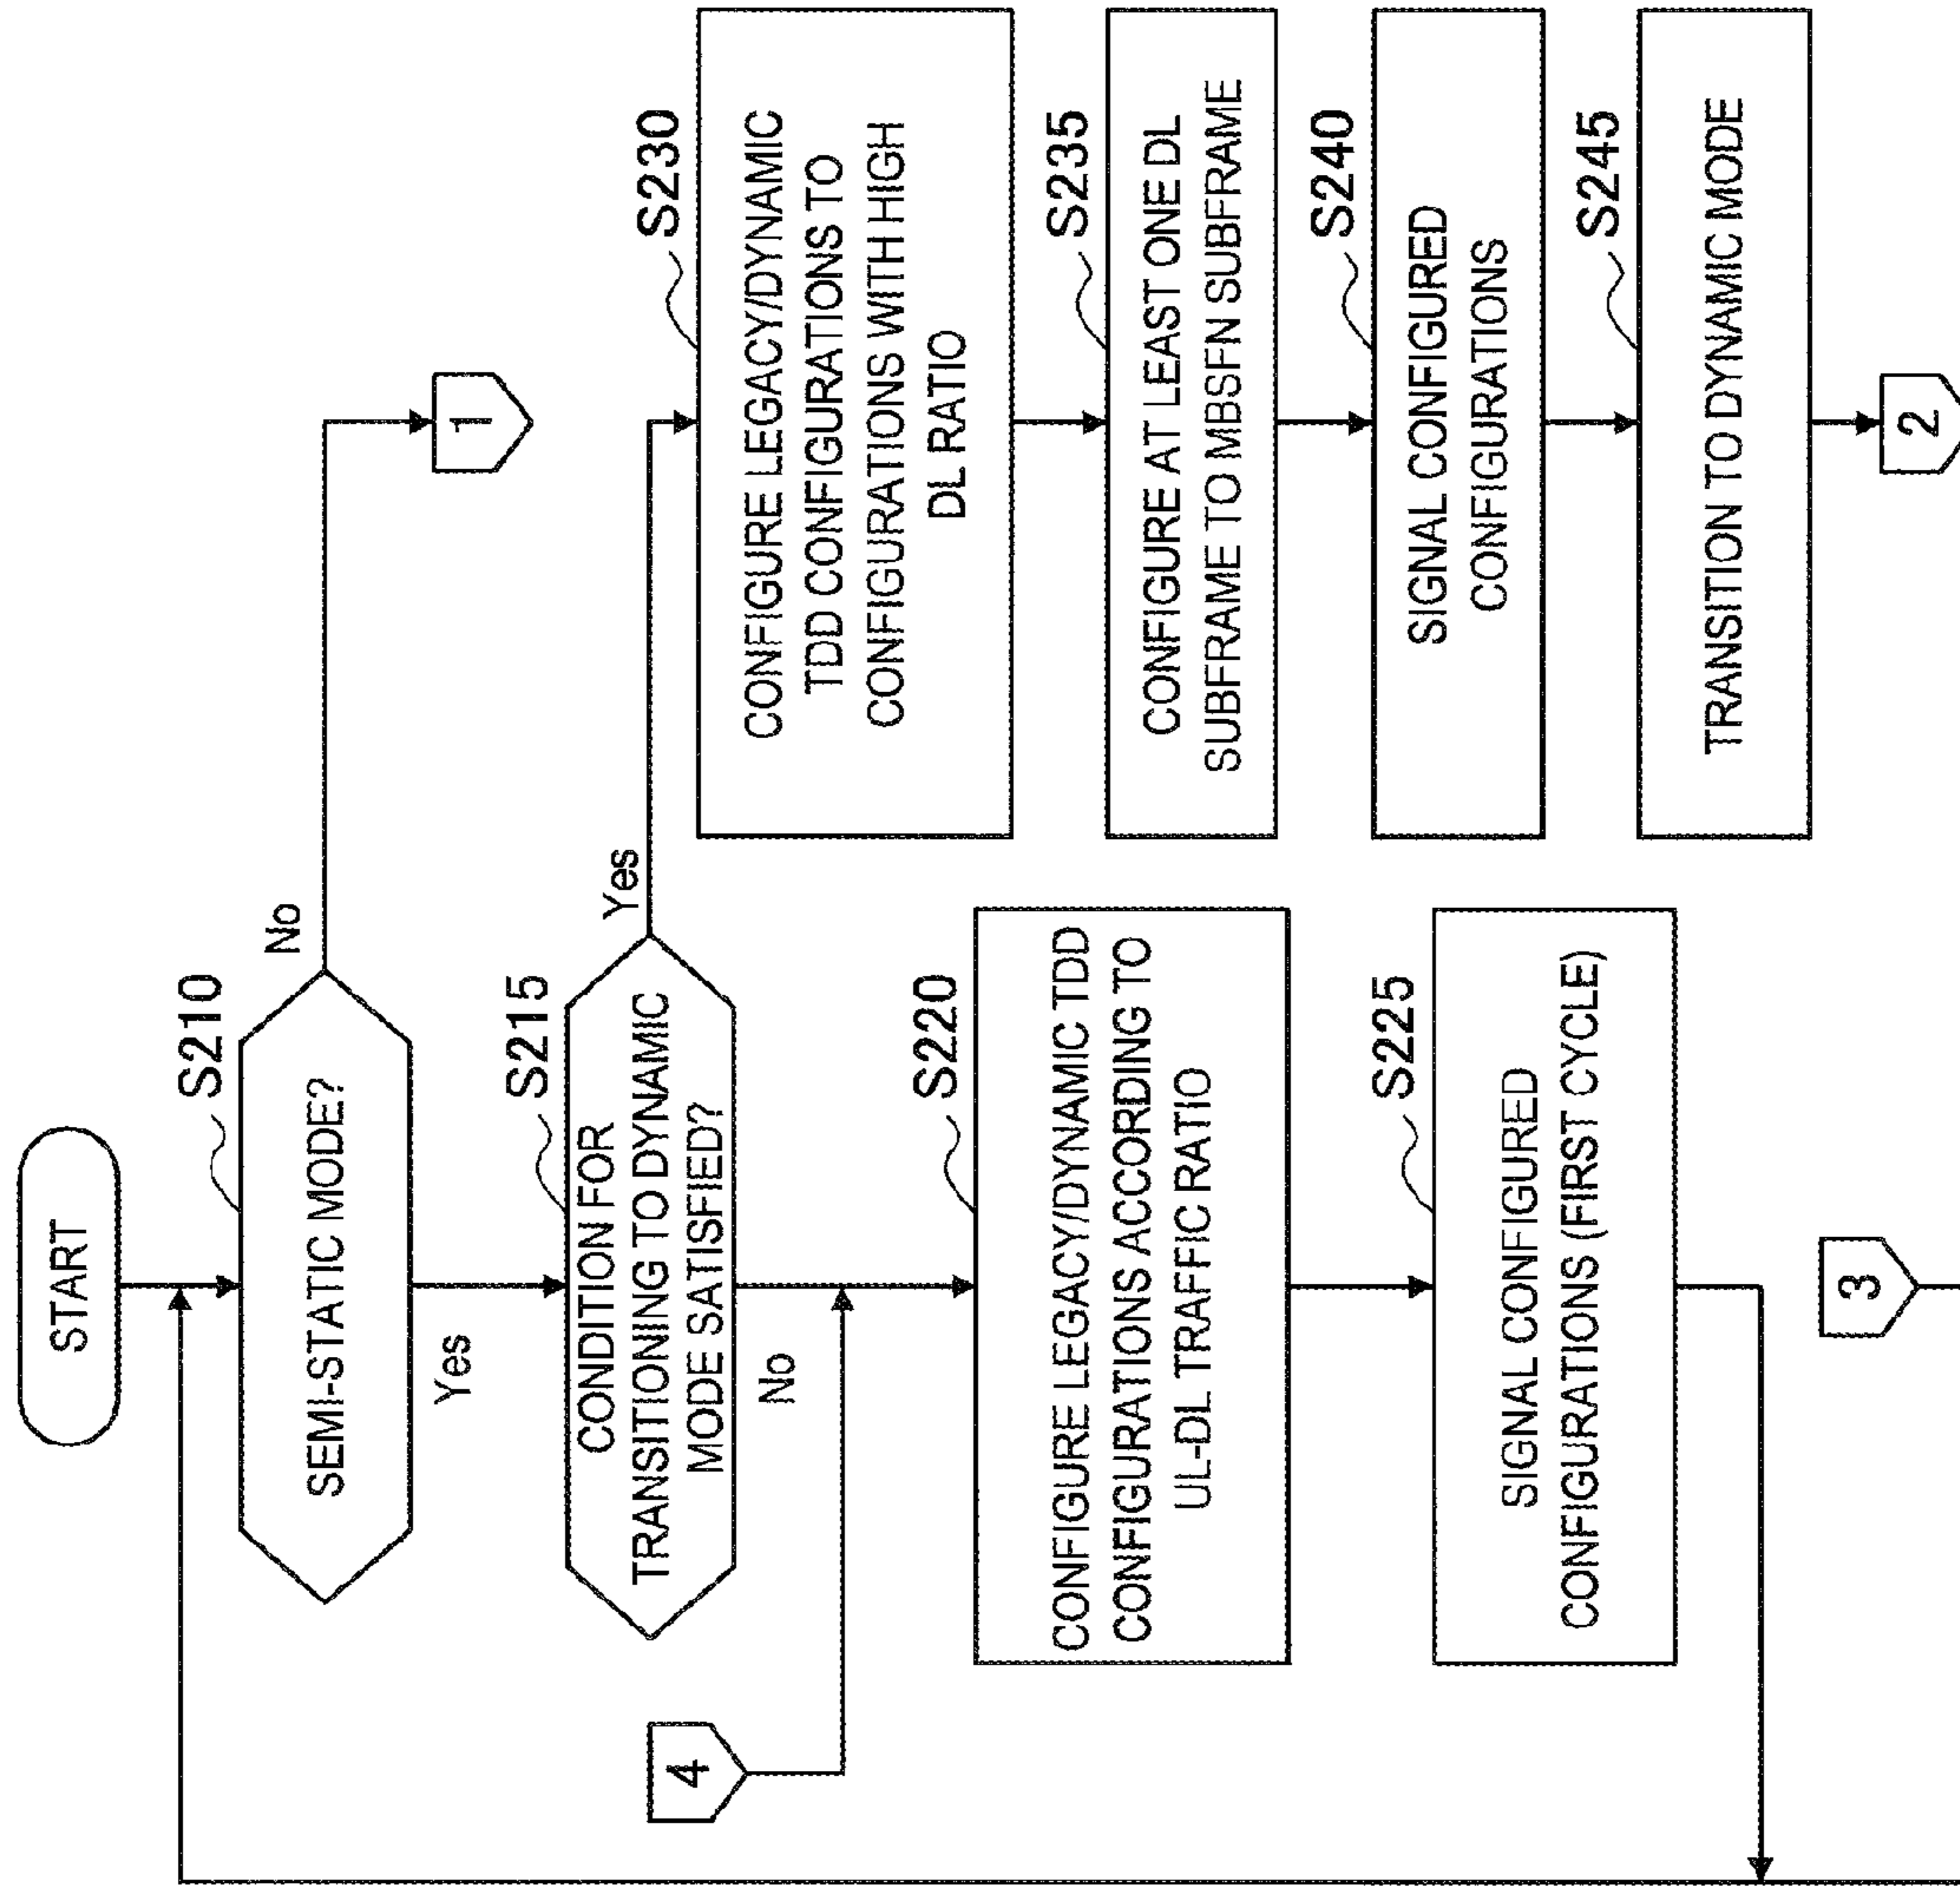 START
S210
SEMI-STATIC MODE?
No
Yes
1
S215
CONDITION FOR
TRANSITIONING TO DYNAMIC
MODE SATISFIED?
Yes
No
4
S220
CONFIGURE LEGACY/DYNAMIC TDD
CONFIGURATIONS ACCORDING TO
UL-DL TRAFFIC RATIO
S225
SIGNAL CONFIGURED
CONFIGURATIONS (FIRST CYCLE)
3
S230
CONFIGURE LEGACY/DYNAMIC
TDD CONFIGURATIONS TO
CONFIGURATIONS WITH HIGH
DL RATIO
S235
CONFIGURE AT LEAST ONE DL
SUBFRAME TO MBSFN SUBFRAME
S240
SIGNAL CONFIGURED
CONFIGURATIONS
S245
TRANSITION TO DYNAMIC MODE
2